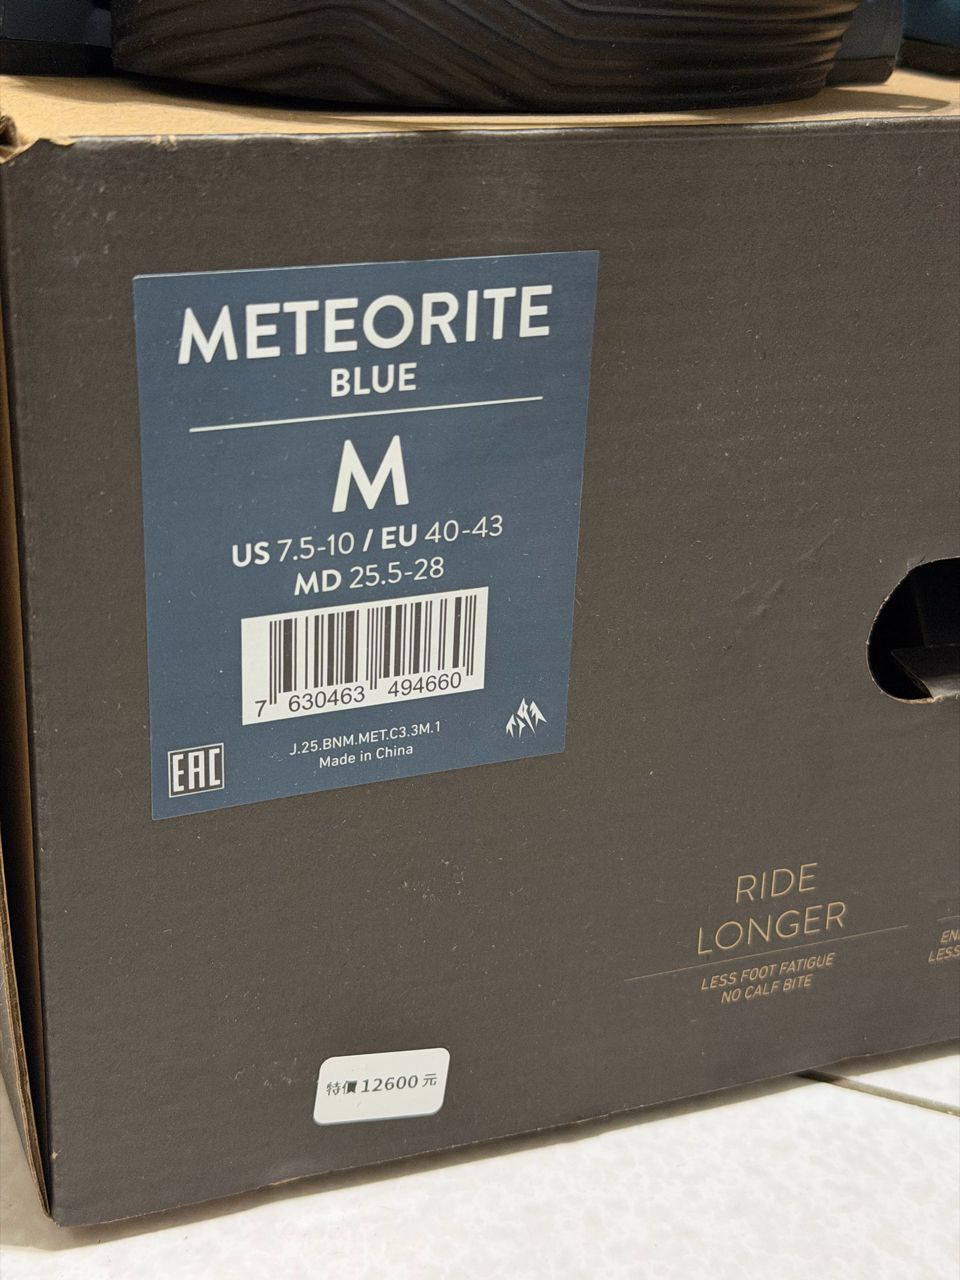 METEORITE
BLUE
M
US 7.5-10 / EU 40-43
MD 25.5-28
7 630463 494660
J.25.BNM.MET.C3.3M.1
Made in China
EAC
RIDE
LONGER
LESS FOOT FATIGUE
NO CALF BITE
LESS
特價 12600 元